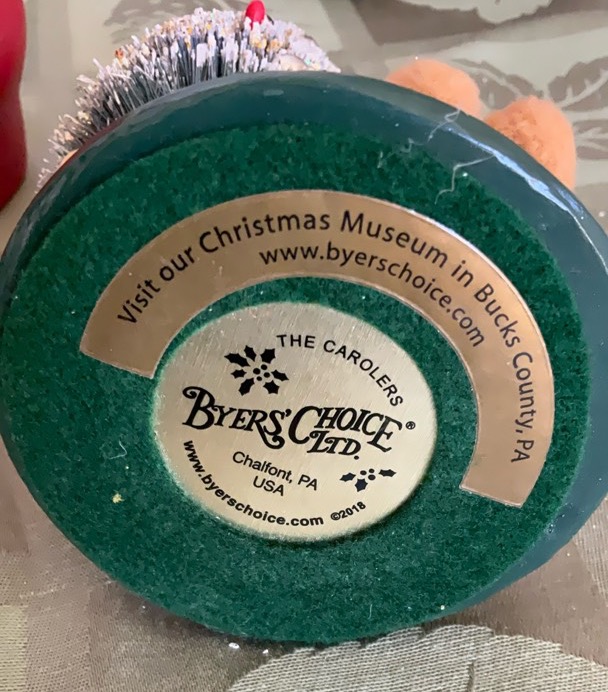 Visit our Christmas Museum in Bucks County, PA
www.byerschoice.com
THE CAROLERS
BYERS' CHOICE®
LTD.
Chalfont, PA
USA
www.byerschoice.com ©2018